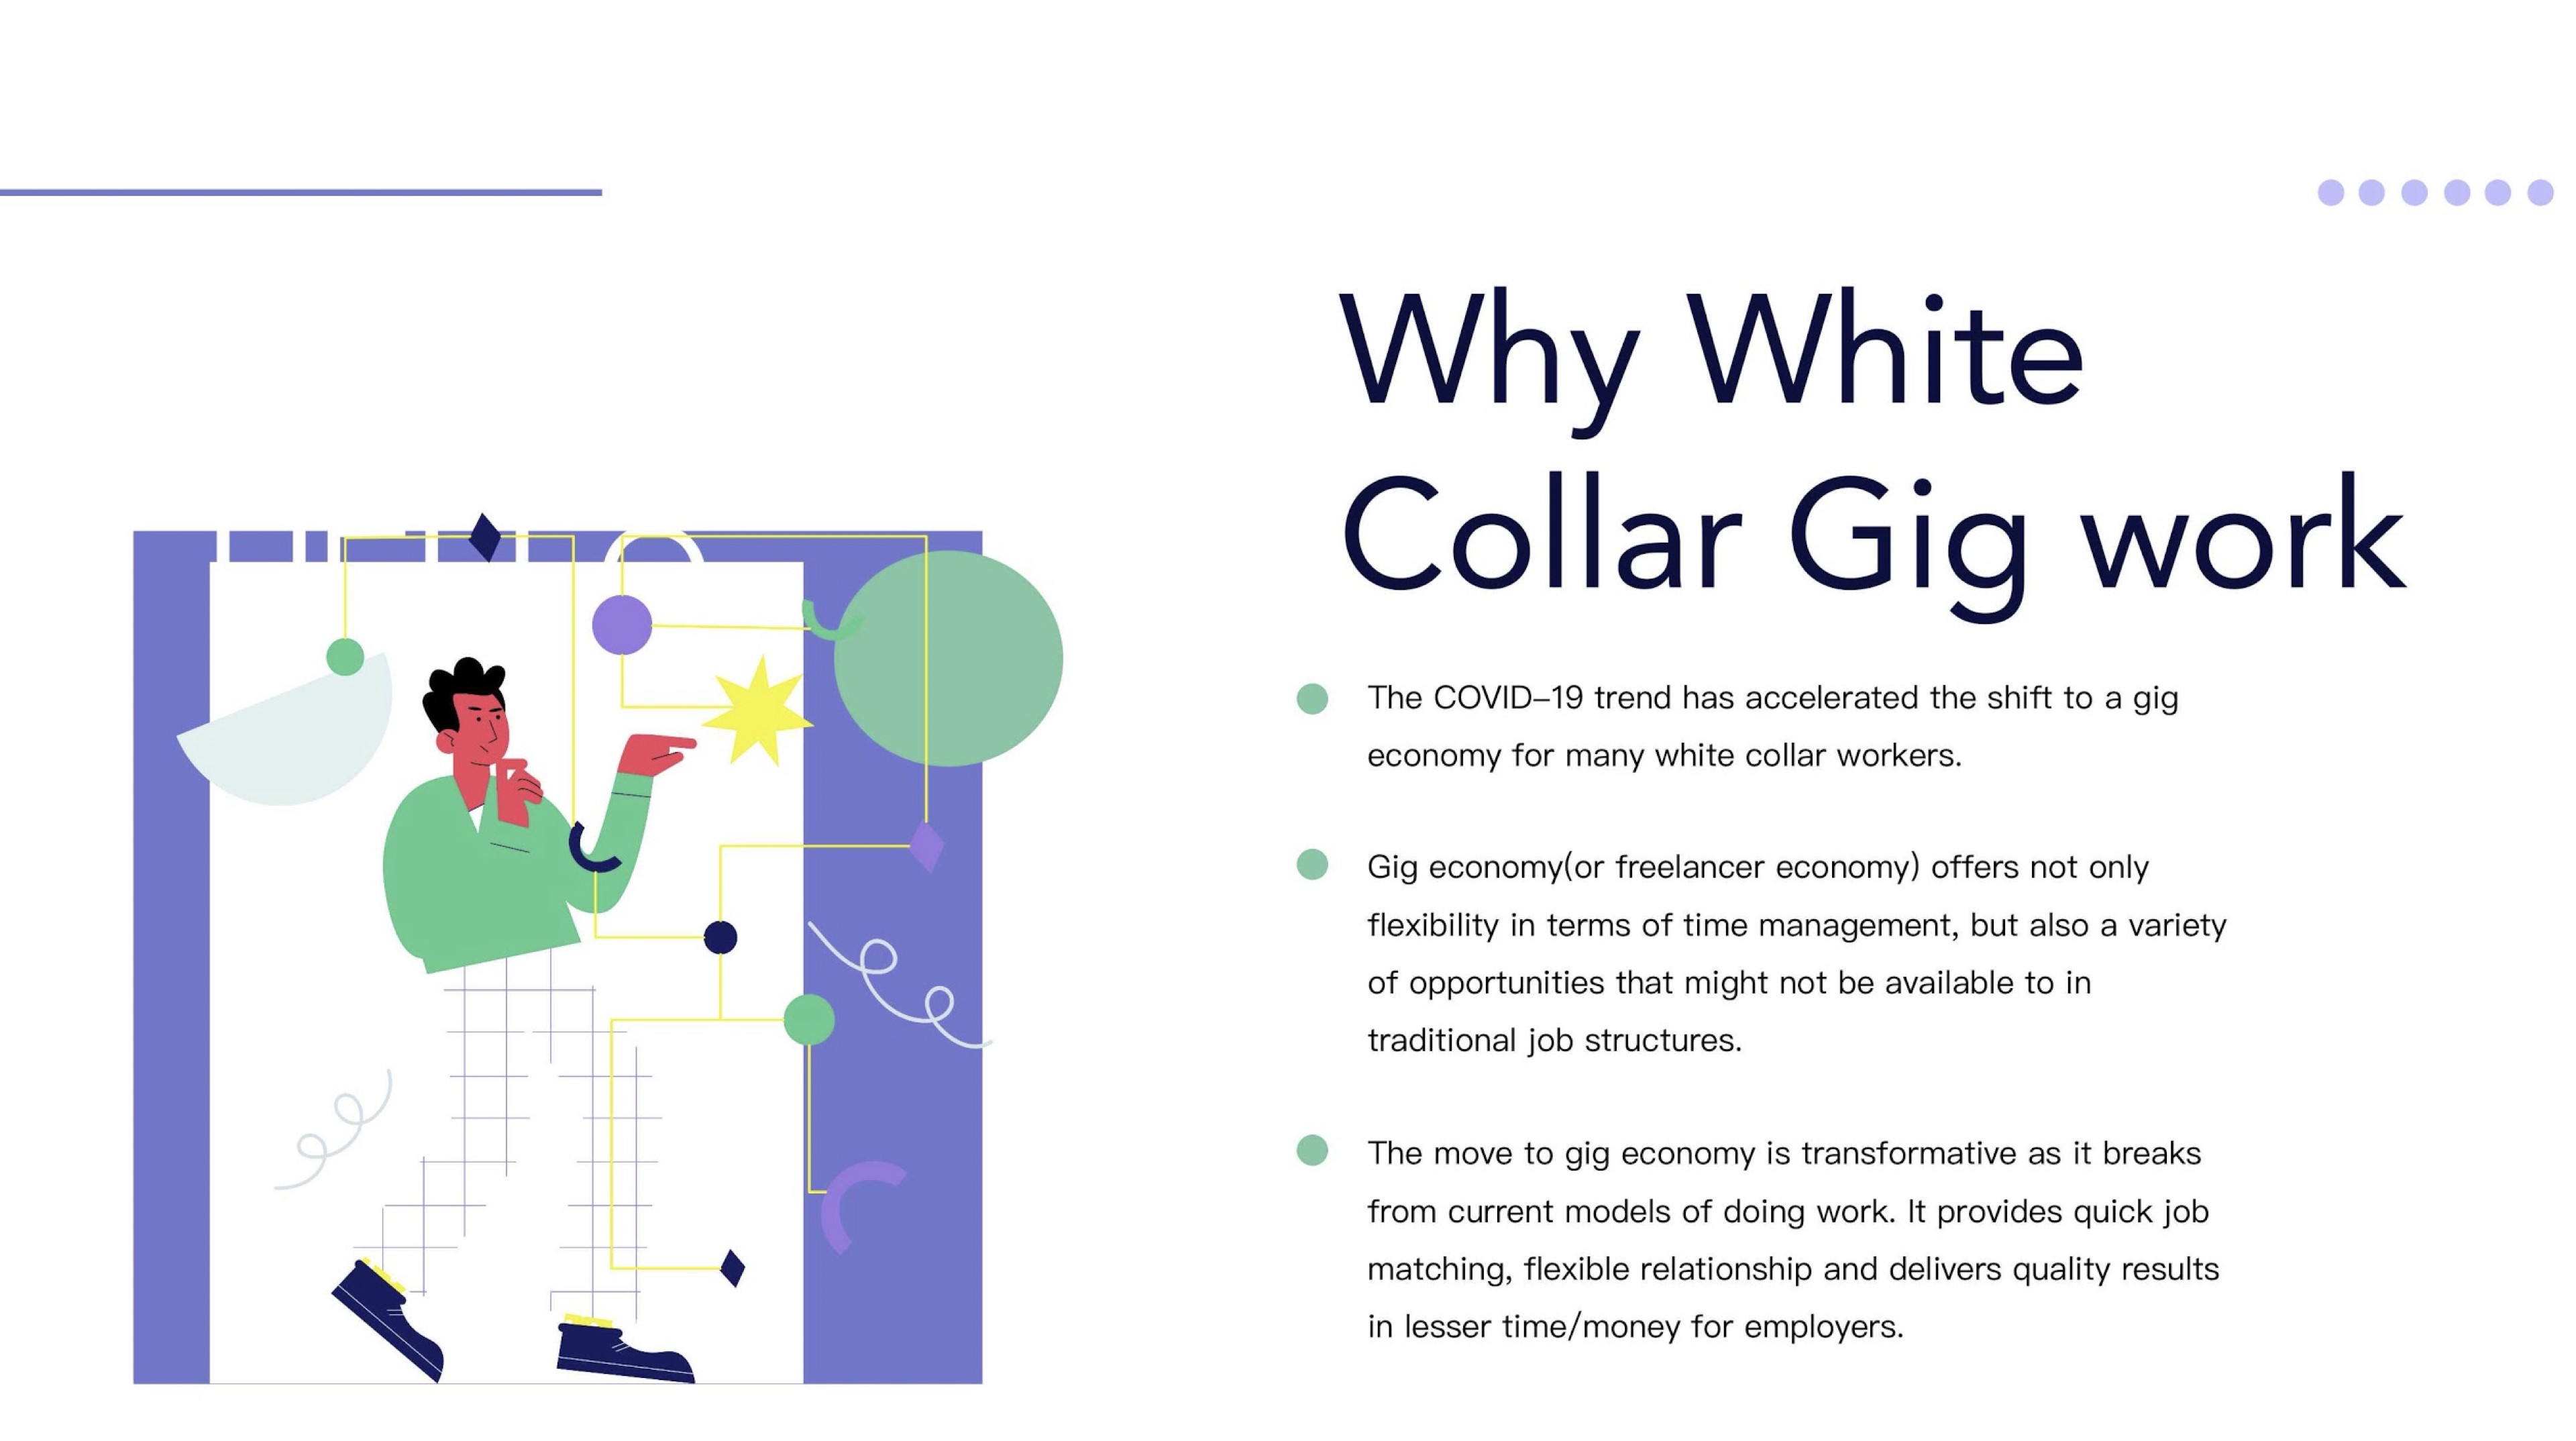 Why White
Collar Gig work
The COVID–19 trend has accelerated the shift to a gig
economy for many white collar workers.
Gig economy(or freelancer economy) offers not only
flexibility in terms of time management, but also a variety
of opportunities that might not be available to in
traditional job structures.
The move to gig economy is transformative as it breaks
from current models of doing work. It provides quick job
matching, flexible relationship and delivers quality results
in lesser time/money for employers.